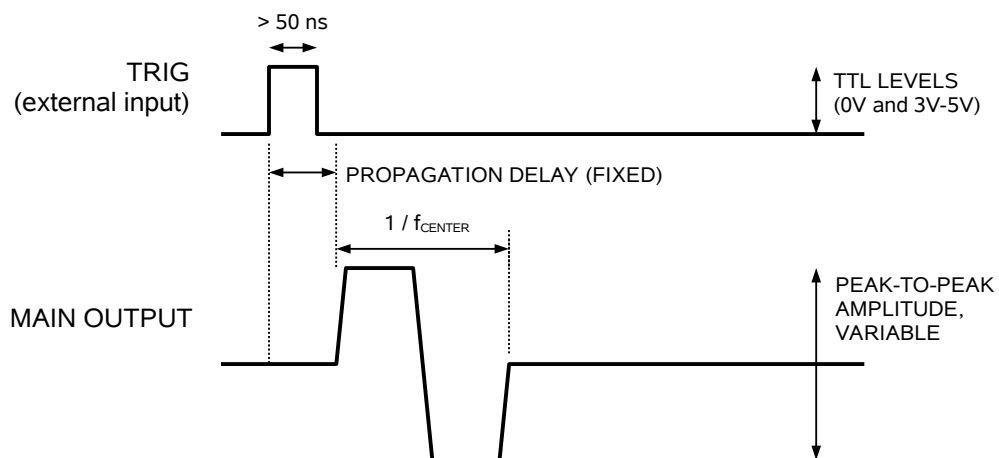 > 50 ns
TRIG
(external input)
TTL LEVELS
(0V and 3V-5V)
PROPAGATION DELAY (FIXED)
1 / fCENTER
MAIN OUTPUT
PEAK-TO-PEAK
AMPLITUDE,
VARIABLE